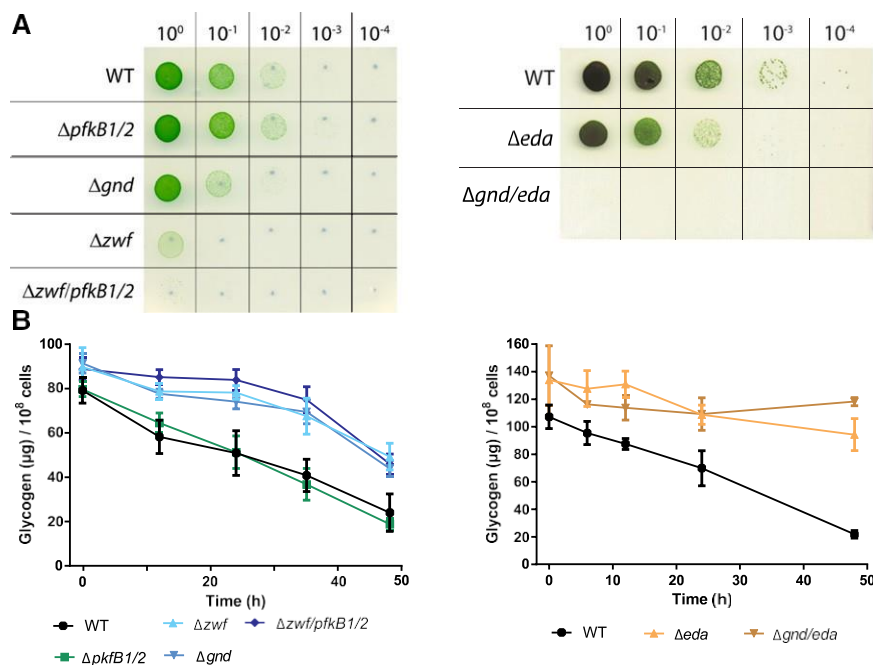 A
10⁰ 10⁻¹ 10⁻² 10⁻³ 10⁻⁴
WT
ΔpfkB1/2
Δgnd
Δzwf
Δzwf/pfkB1/2
10⁰ 10⁻¹ 10⁻² 10⁻³ 10⁻⁴
WT
Δeda
Δgnd/eda
B
Glycogen (µg) / 10⁸ cells
100
80
60
40
20
0
0 20 40 50
Time (h)
WT Δzwf Δzwf/pfkB1/2
ΔpkfB1/2 Δgnd
Glycogen (µg) / 10⁸ cells
160
140
120
100
80
60
40
20
0
0 10 20 30 40 50
Time (h)
WT Δeda Δgnd/eda